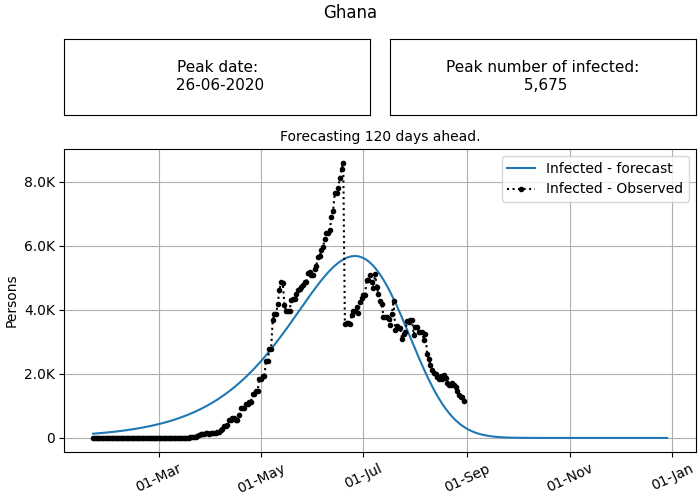 Ghana
Peak date:
26-06-2020
Peak number of infected:
5,675
Forecasting 120 days ahead.
Infected - forecast
Infected - Observed
Persons
8.0K
6.0K
4.0K
2.0K
0
01-Mar
01-May
01-Jul
01-Sep
01-Nov
01-Jan